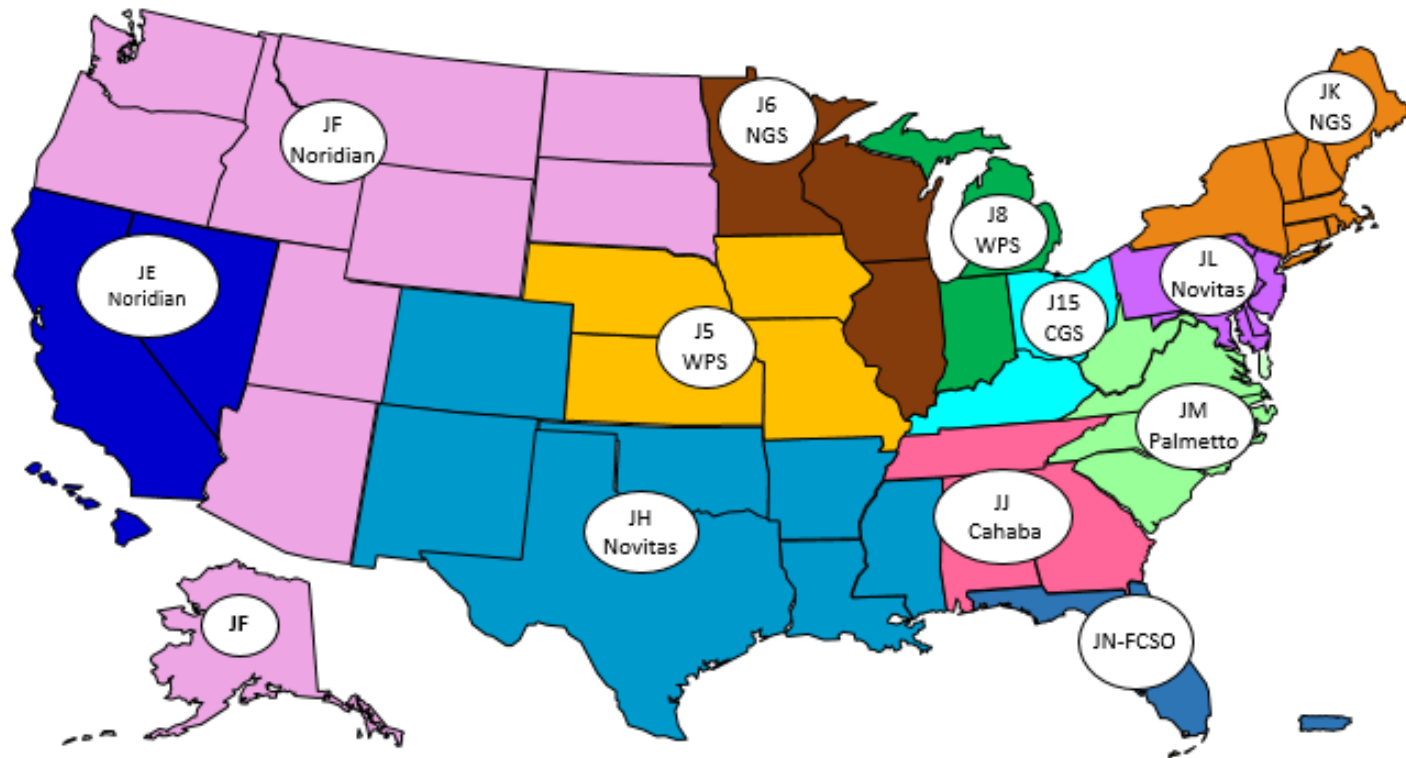 JF
Noridian
J6
NGS
JK
NGS
JE
Noridian
J8
WPS
JL
Novitas
J15
CGS
J5
WPS
JM
Palmetto
JH
Novitas
JJ
Cahaba
JF
JN-FCSO